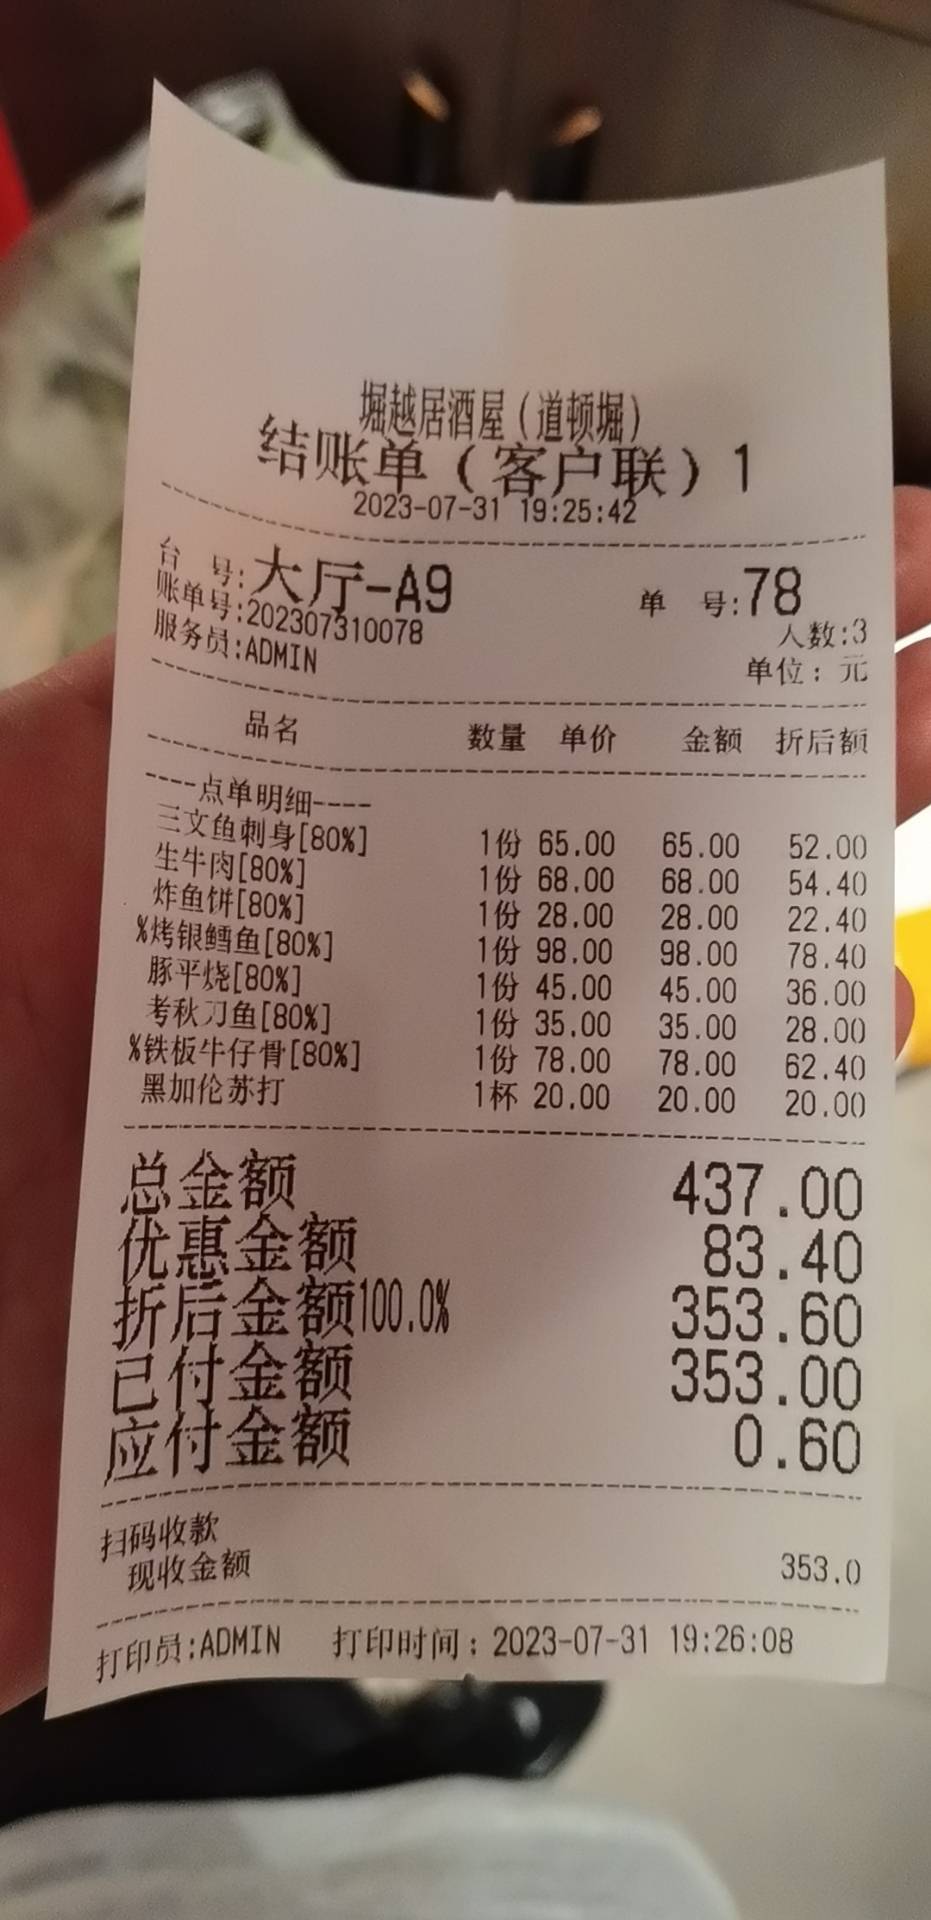 堀越居酒屋(道顿堀)
结账单(客户联)1
2023-07-31 19:25:42
台 号:大厅-A9 单 号:78
账单号:202307310078 人数:3
服务员:ADMIN 单位: 元
品名 数量 单价 金额 折后额
----点单明细----
三文鱼刺身[80%] 1份 65.00 65.00 52.00
生牛肉[80%] 1份 68.00 68.00 54.40
炸鱼饼[80%] 1份 28.00 28.00 22.40
%烤银鳕鱼[80%] 1份 98.00 98.00 78.40
豚平烧[80%] 1份 45.00 45.00 36.00
考秋刀鱼[80%] 1份 35.00 35.00 28.00
%铁板牛仔骨[80%] 1份 78.00 78.00 62.40
黑加伦苏打 1杯 20.00 20.00 20.00
总金额 437.00
优惠金额 83.40
折后金额100.0% 353.60
已付金额 353.00
应付金额 0.60
扫码收款
现收金额 353.0
打印员:ADMIN 打印时间:2023-07-31 19:26:08